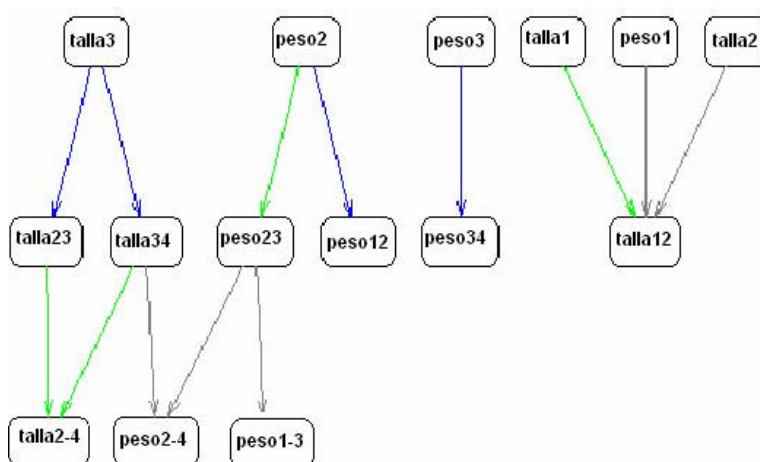 talla3
peso2
peso3
talla1
peso1
talla2
talla23
talla34
peso23
peso12
peso34
talla12
talla2-4
peso2-4
peso1-3